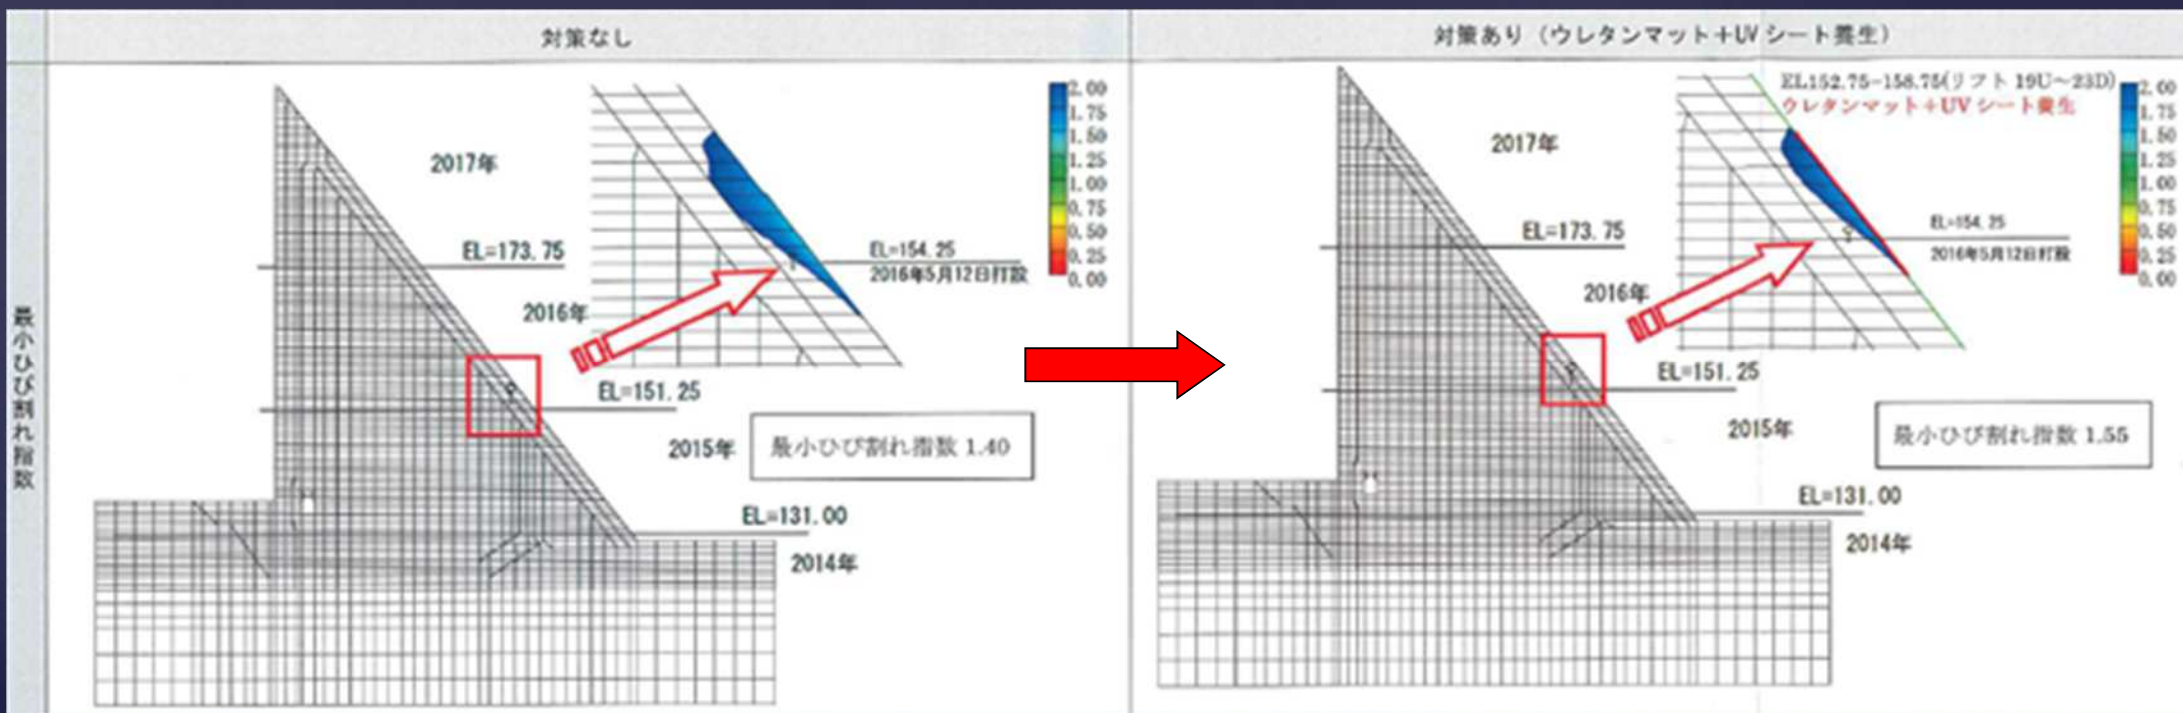 対策なし
対策あり（ウレタンマット＋UVシート養生）
最小ひび割れ指数
2017年
EL=173.75
2016年
EL=151.25
2015年
最小ひび割れ指数 1.40
EL=131.00
2014年
EL=154.25
2016年5月12日打設
2.00
1.75
1.50
1.25
1.00
0.75
0.50
0.25
0.00
EL152.75-158.75(リフト 19U～23D)
ウレタンマット＋UVシート養生
2017年
EL=173.75
2016年
EL=151.25
2015年
最小ひび割れ指数 1.55
EL=131.00
2014年
EL=154.25
2016年5月12日打設
2.00
1.75
1.50
1.25
1.00
0.75
0.50
0.25
0.00